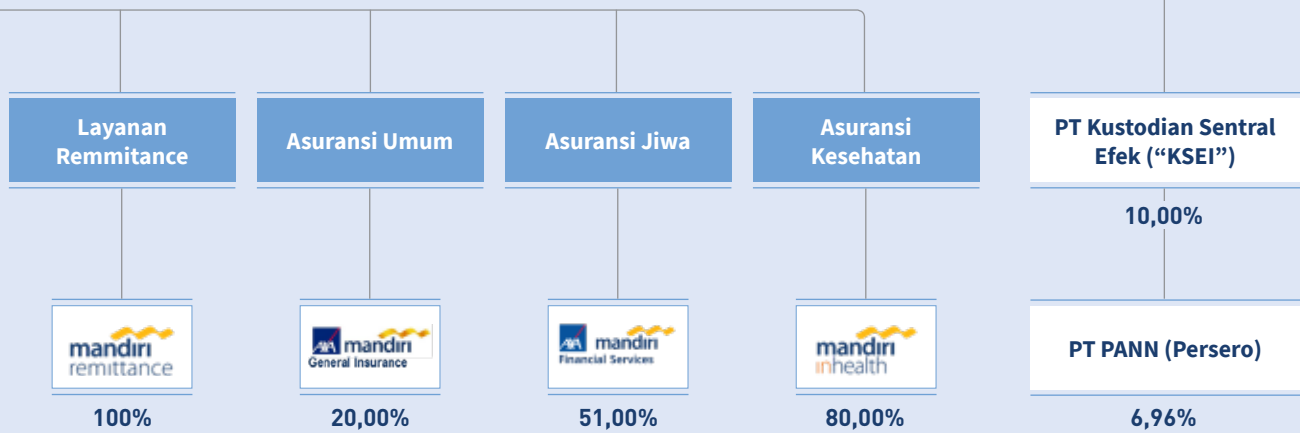 Layanan
Remmitance
Asuransi Umum
Asuransi Jiwa
Asuransi
Kesehatan
PT Kustodian Sentral
Efek (“KSEI”)
10,00%
mandiri
remittance
100%
AXA mandiri
General Insurance
20,00%
AXA mandiri
Financial Services
51,00%
mandiri
inhealth
80,00%
PT PANN (Persero)
6,96%